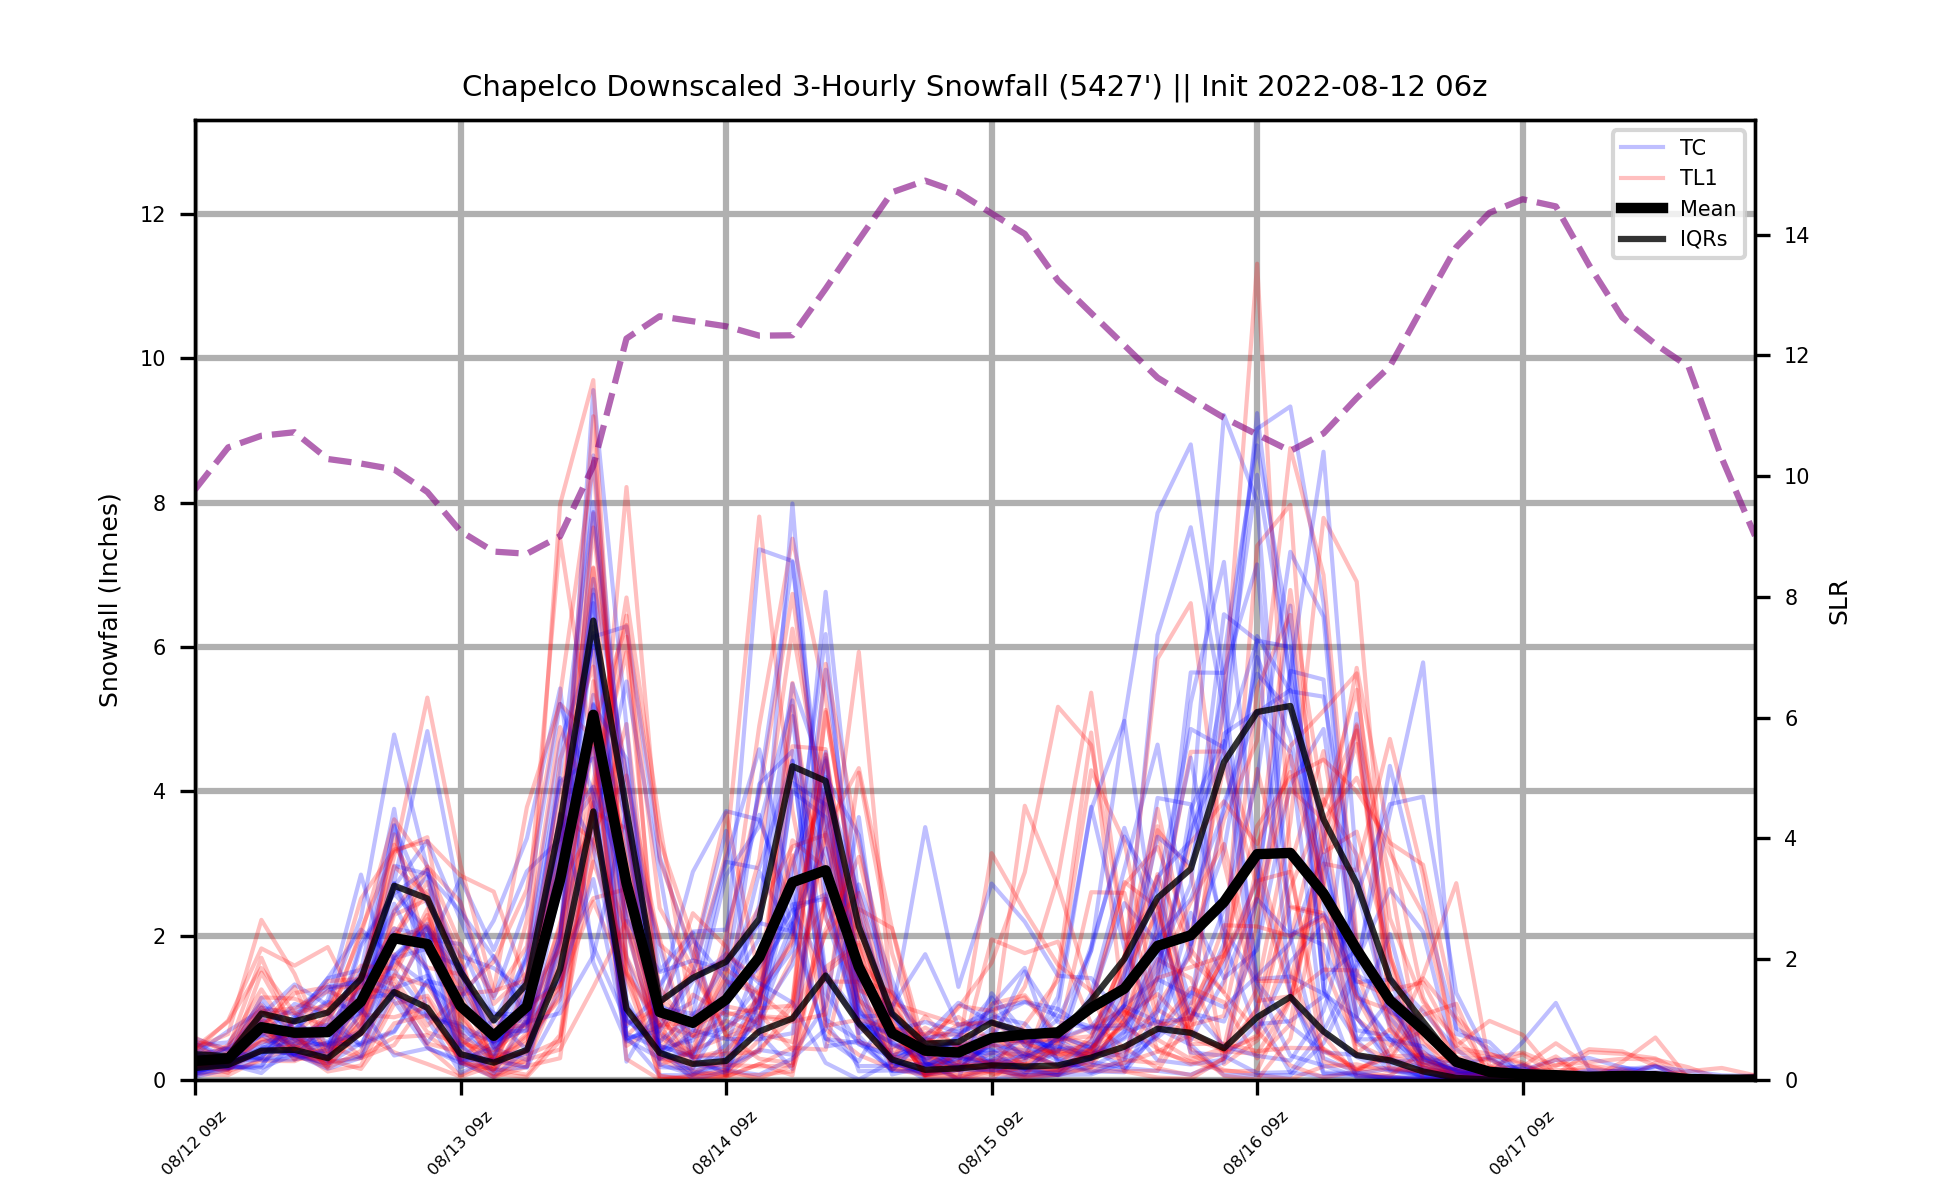 Chapelco Downscaled 3-Hourly Snowfall (5427') || Init 2022-08-12 06z
TC
TL1
Mean
IQRs
Snowfall (Inches)
12
10
8
6
4
2
0
SLR
14
12
10
8
6
4
2
0
08/12 09z
08/13 09z
08/14 09z
08/15 09z
08/16 09z
08/17 09z